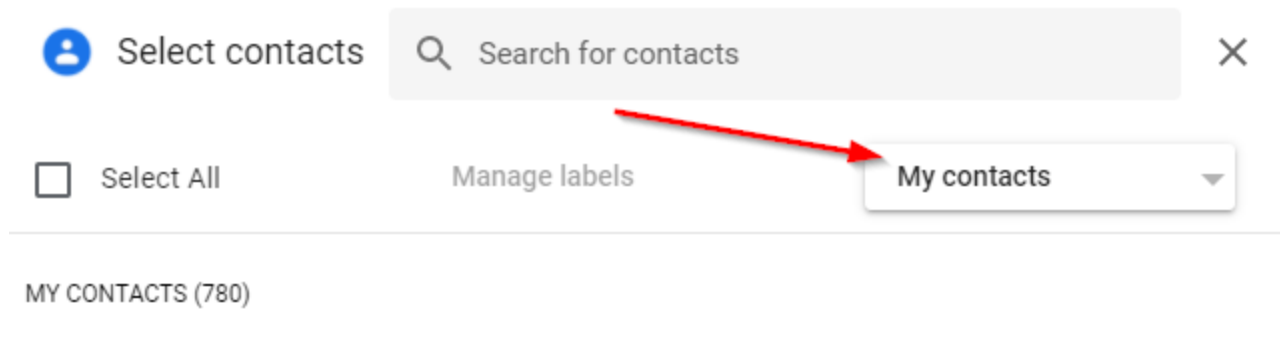 Select contacts
Search for contacts
Select All
Manage labels
My contacts
MY CONTACTS (780)